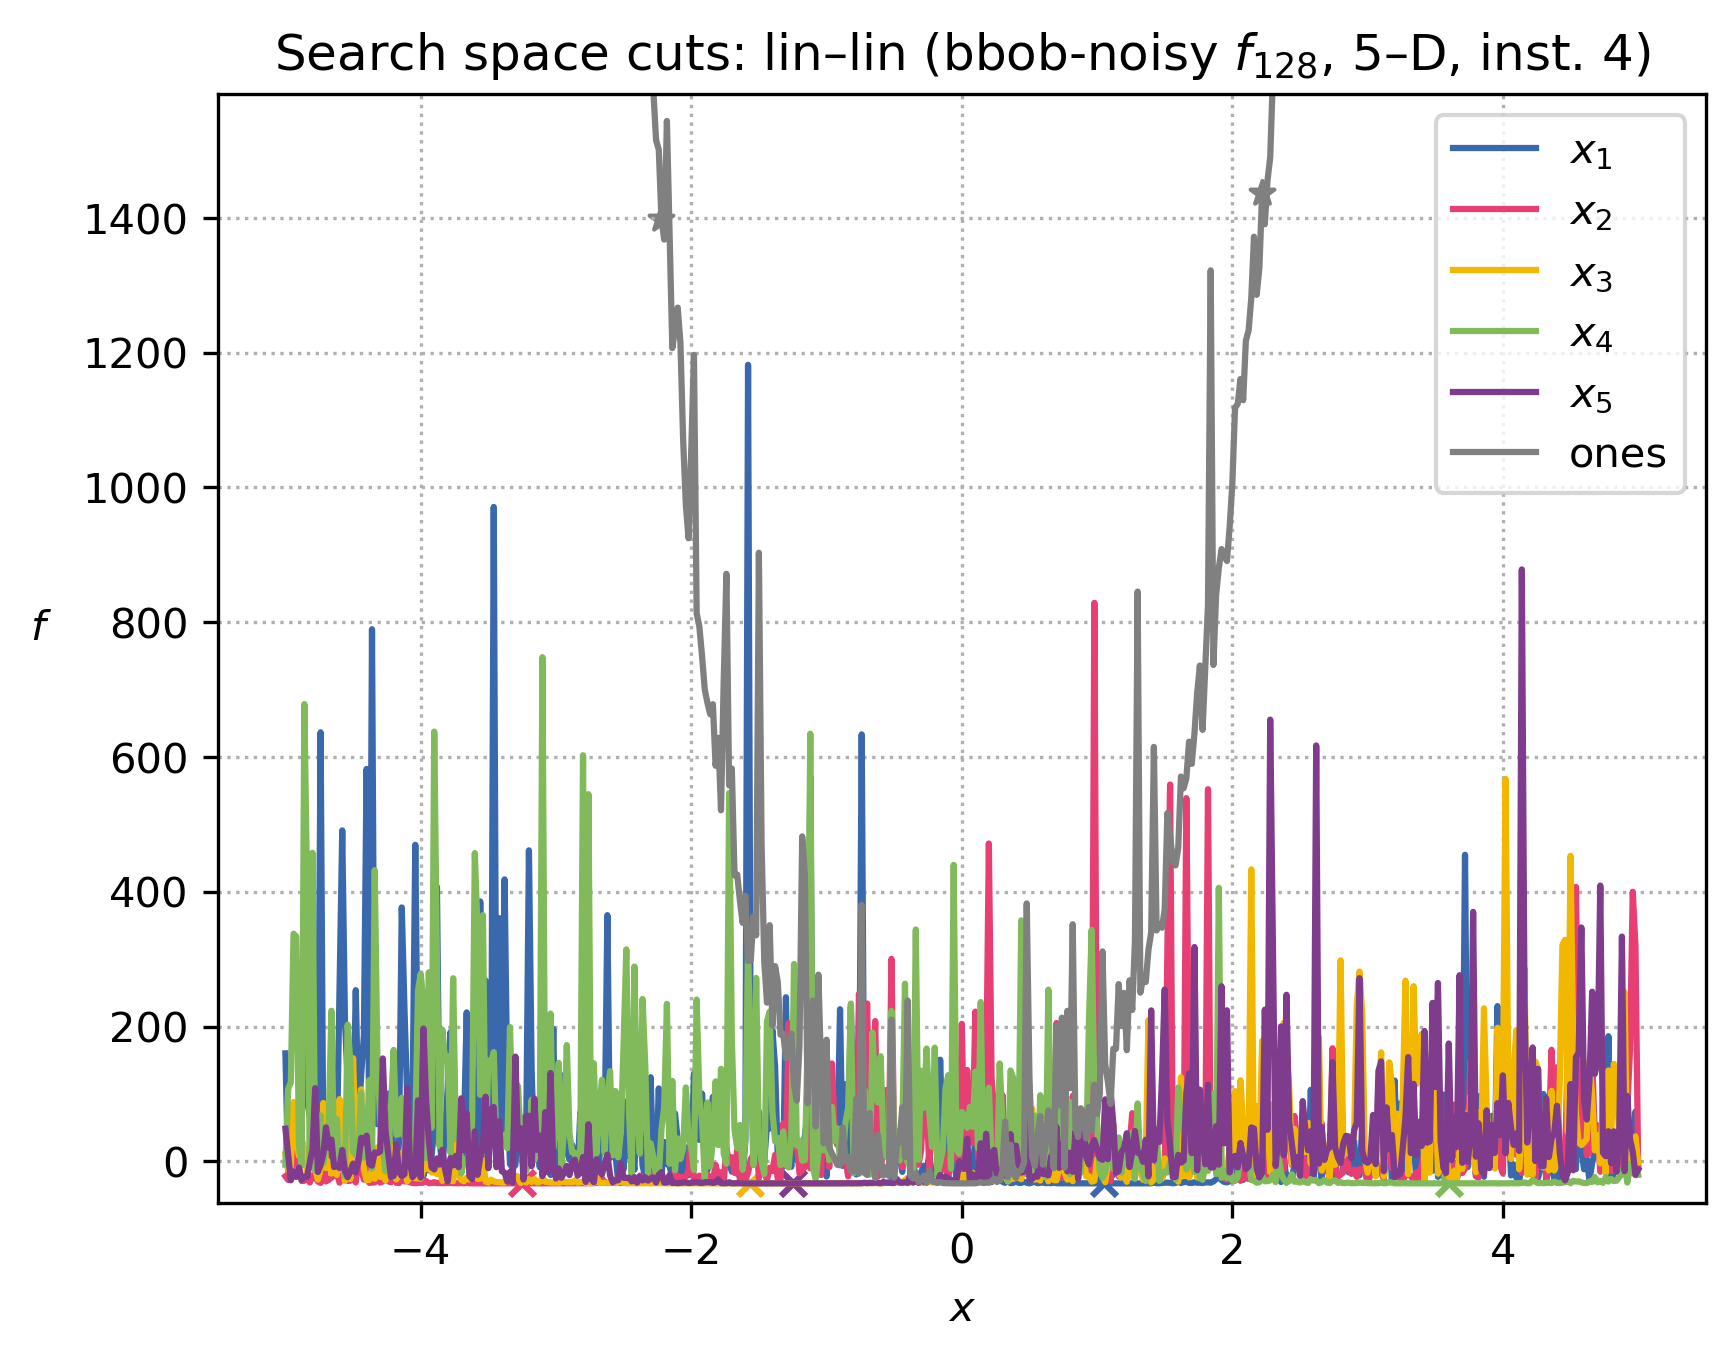 Search space cuts: lin–lin (bbob-noisy f₁₂₈, 5–D, inst. 4)
x₁
x₂
x₃
x₄
x₅
ones
1400
1200
1000
800
600
400
200
0
f
−4
−2
0
2
4
x